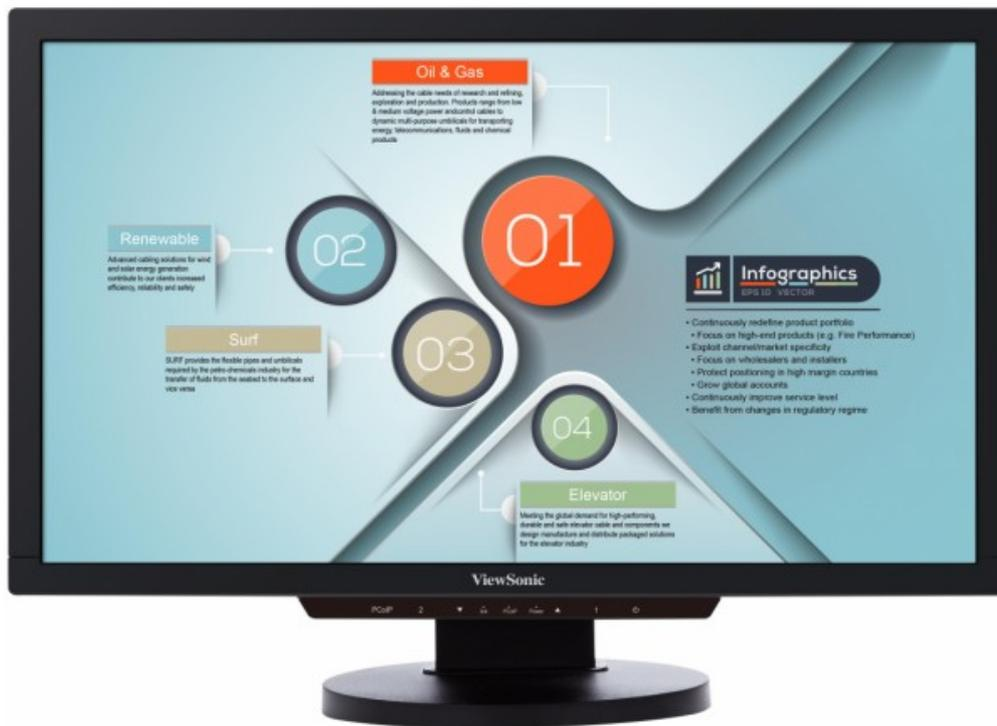 Oil & Gas
Addressing the cable needs of research and refining,
exploration and production. Products range from low
& medium voltage power andcontrol cables to
dynamic multi-purpose umbilicals for transporting
energy, telecommunications, fluids and chemical
products
01
02
Renewable
Advanced cabling solutions for wind
and solar energy generation
contribute to our clients increased
efficiency, reliability and safety
Infographics
EPS 10 VECTOR
• Continuously redefine product portfolio
• Focus on high-end products (e.g. Fire Performance)
• Exploit channel/market specificity
• Focus on wholesalers and installers
• Protect positioning in high margin countries
• Grow global accounts
• Continuously improve service level
• Benefit from changes in regulatory regime
Surf
SURF provides the flexible pipes and umbilicals
required by the petro-chemicals industry for the
transfer of fluids from the seabed to the surface and
vice versa
03
04
Elevator
Meeting the global demand for high-performing,
durable and safe elevator cable and components we
design manufacture and distribute packaged solutions
for the elevator industry
ViewSonic
PCoIP 2 1